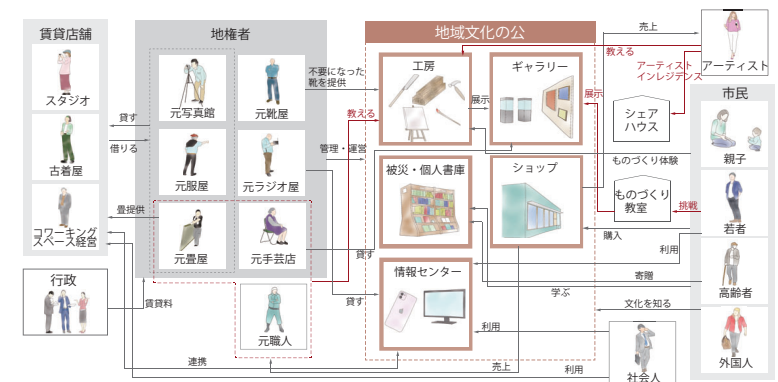 賃貸店舗
スタジオ
古着屋
コワーキング
スペース経営
行政
地権者
元写真館
元靴屋
元服屋
元ラジオ屋
元畳屋
元手芸店
元職人
貸す
借りる
畳提供
賃貸料
連携
不要になった
靴を提供
教える
管理・運営
貸す
貸す
地域文化の公
工房
ギャラリー
被災・個人書庫
ショップ
情報センター
展示
展示
売上
教える
アーティスト
インレジデンス
アーティスト
シェア
ハウス
ものづくり体験
ものづくり
教室
挑戦
購入
利用
寄贈
学ぶ
文化を知る
利用
売上
利用
市民
親子
若者
高齢者
外国人
社会人